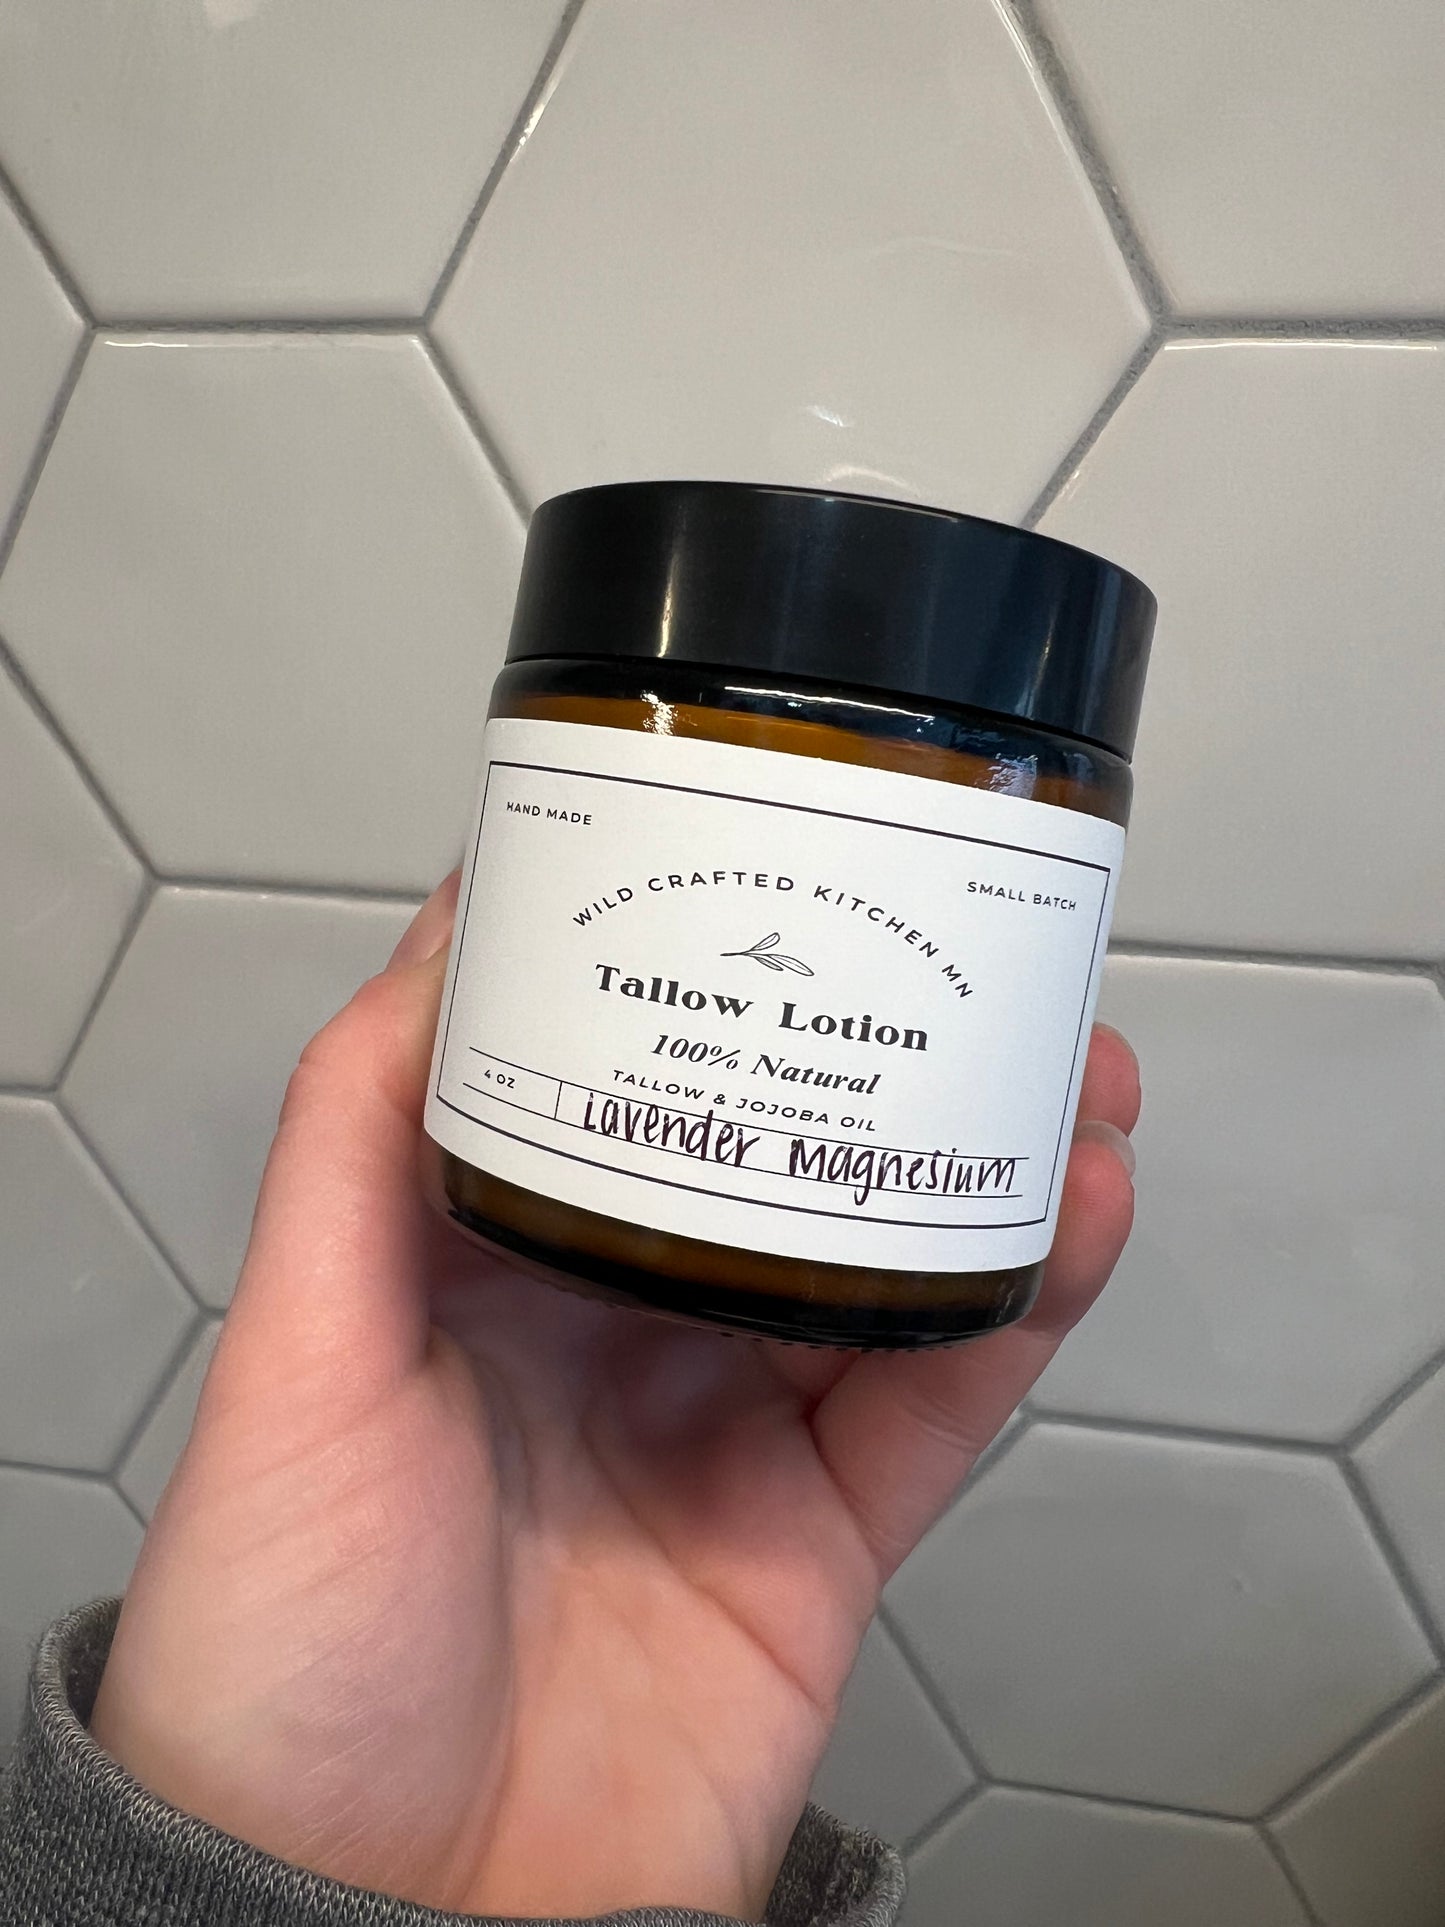 HAND MADE
SMALL BATCH
WILD CRAFTED KITCHEN MN
Tallow Lotion
100% Natural
TALLOW & JOJOBA OIL
4 OZ
Lavender Magnesium